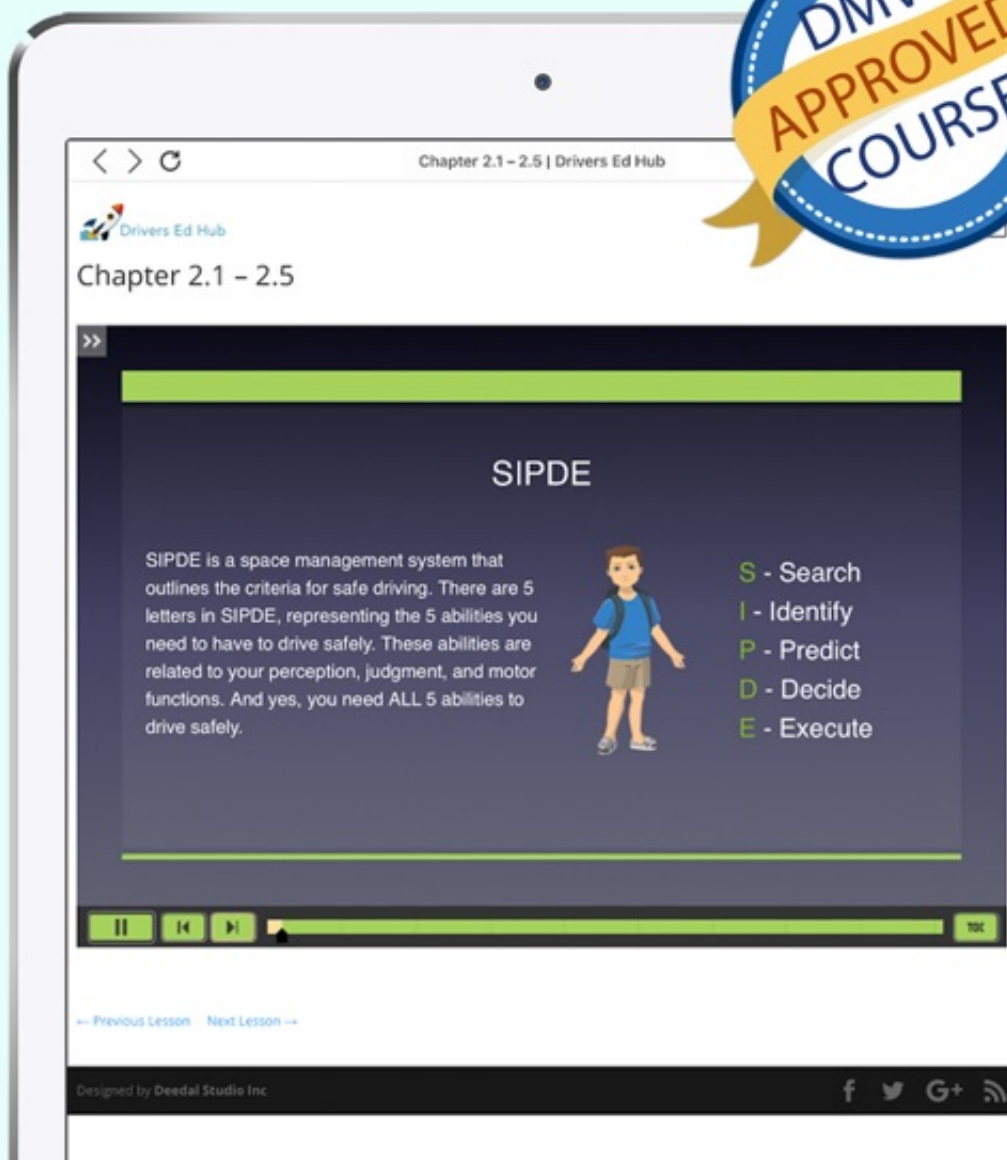 DMV
APPROVED
COURSE
Chapter 2.1 – 2.5 | Drivers Ed Hub
Drivers Ed Hub
Chapter 2.1 – 2.5
SIPDE
SIPDE is a space management system that
outlines the criteria for safe driving. There are 5
letters in SIPDE, representing the 5 abilities you
need to have to drive safely. These abilities are
related to your perception, judgment, and motor
functions. And yes, you need ALL 5 abilities to
drive safely.
S - Search
I - Identify
P - Predict
D - Decide
E - Execute
TOC
← Previous Lesson Next Lesson →
Designed by Deedal Studio Inc
f G+